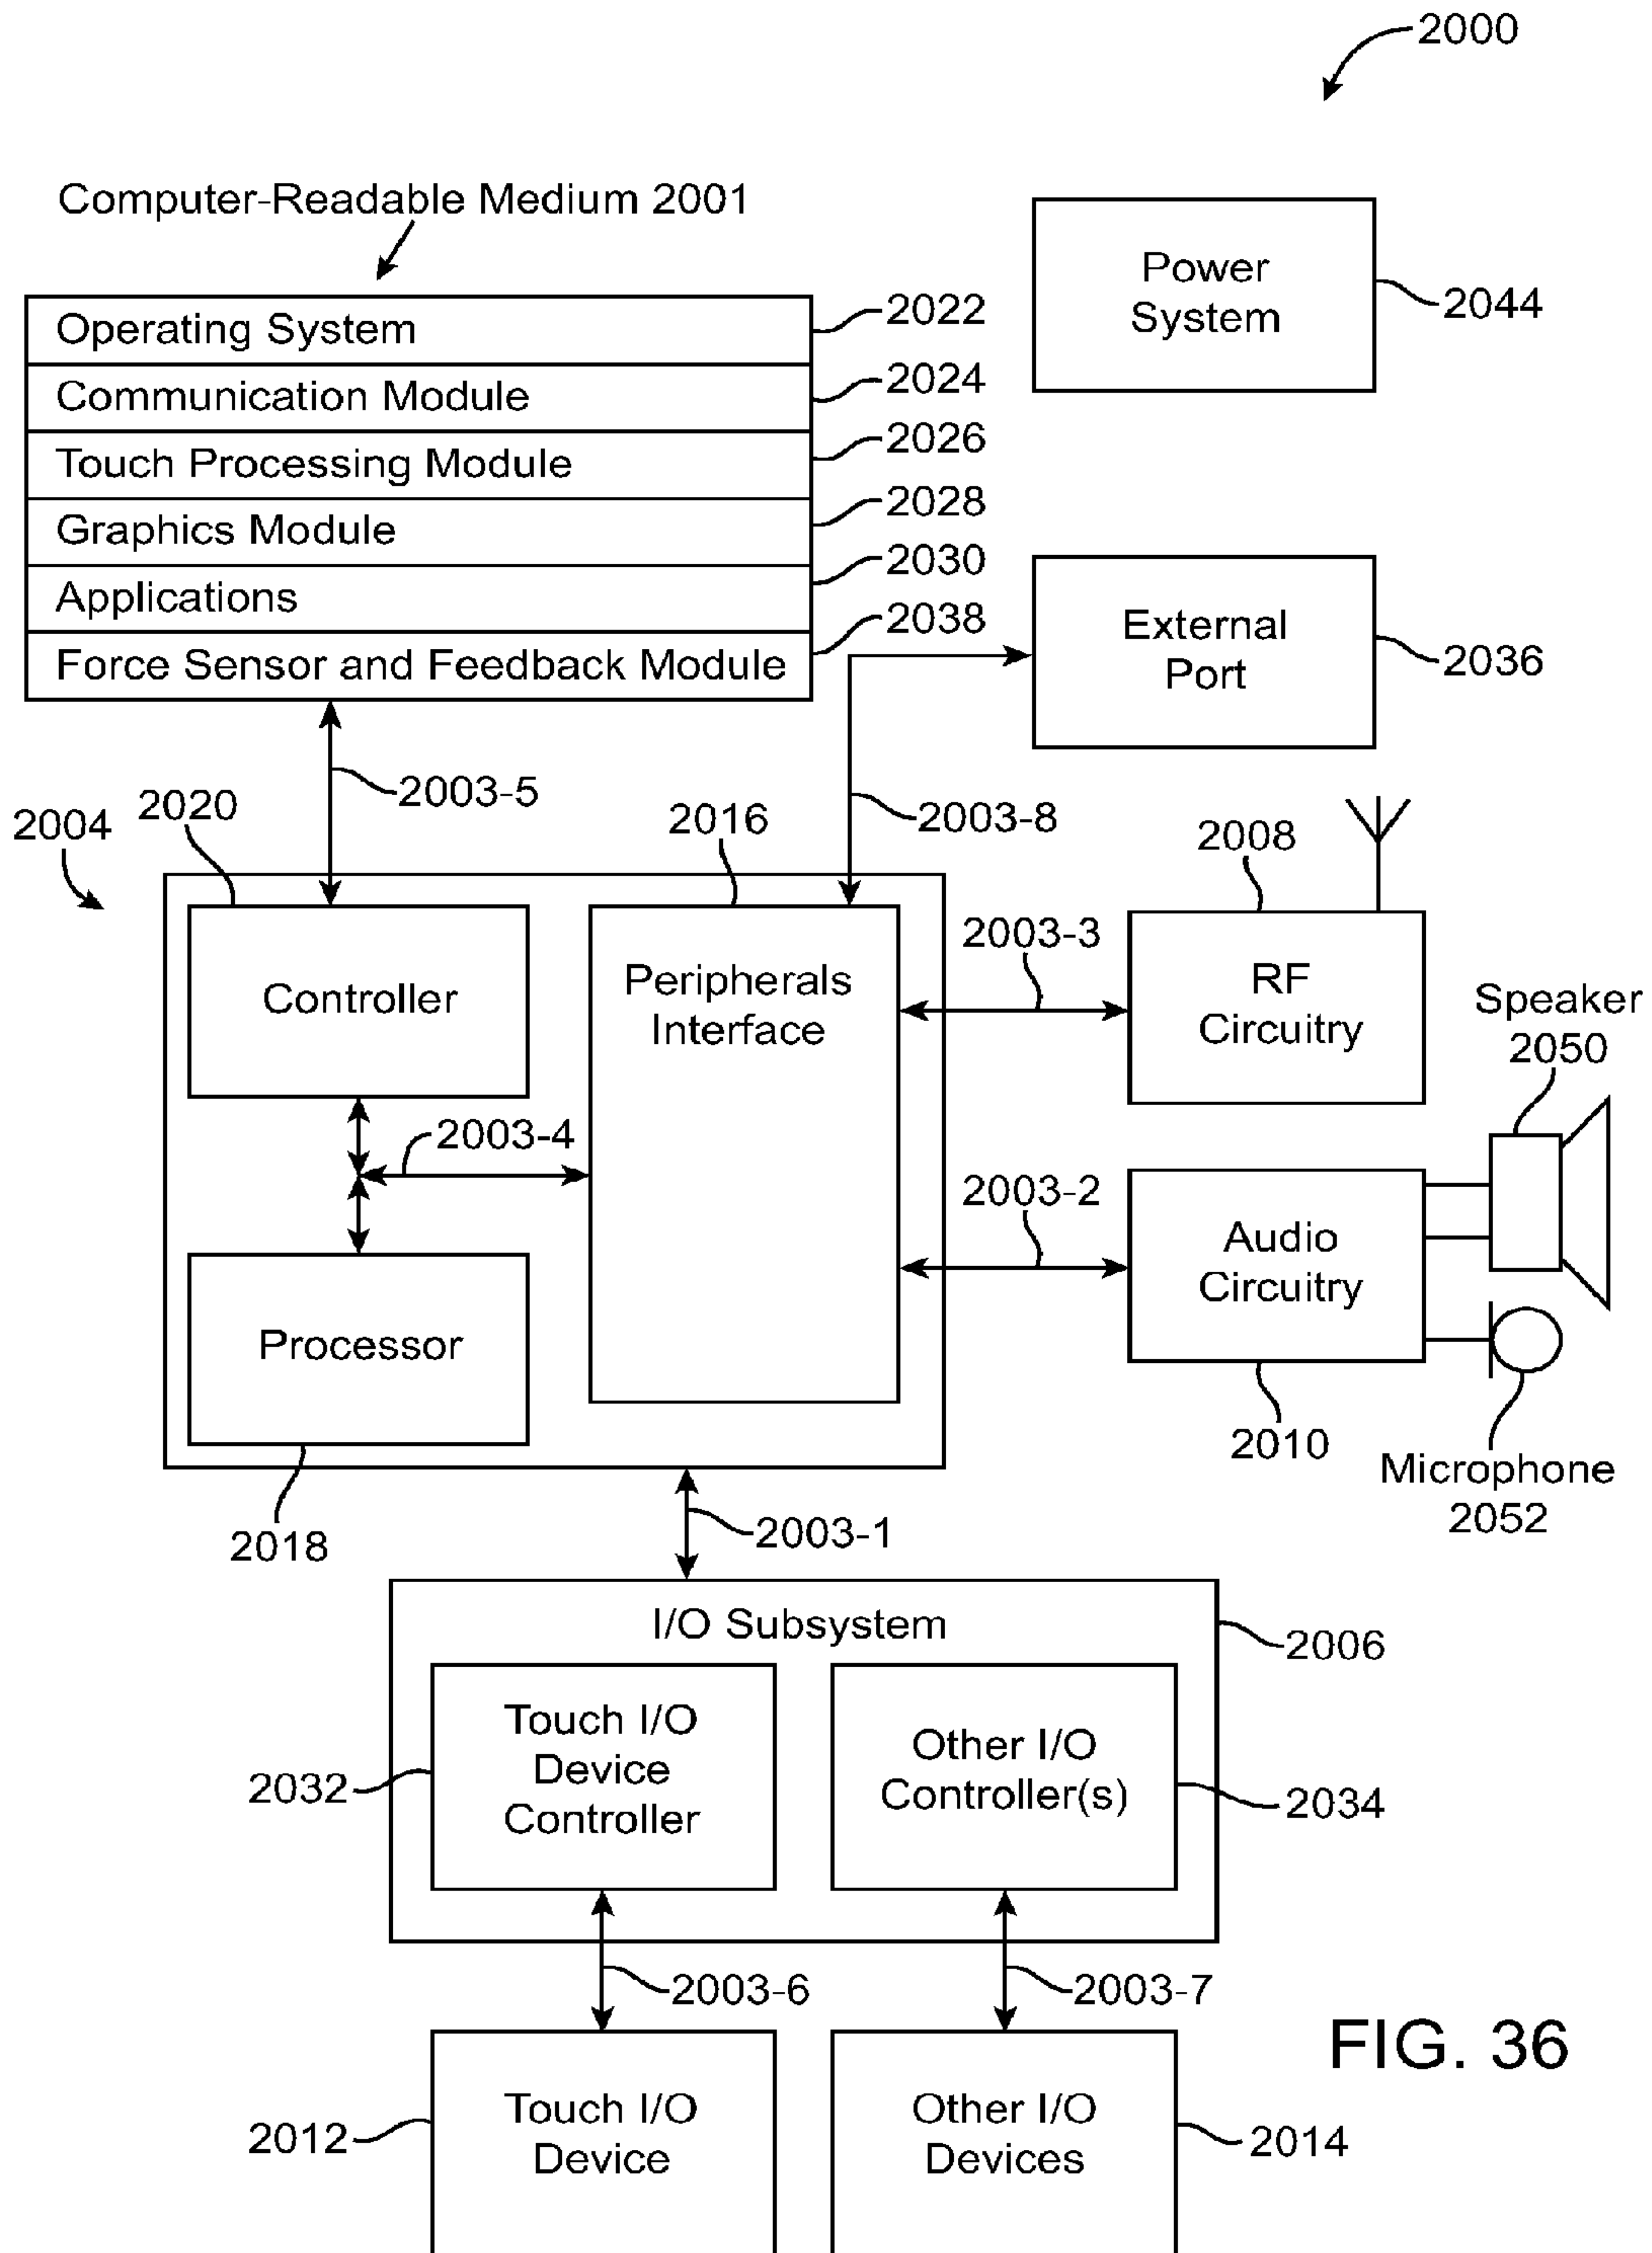 2000
Computer-Readable Medium 2001
Operating System
2022
Communication Module
2024
Touch Processing Module
2026
Graphics Module
2028
Applications
2030
Force Sensor and Feedback Module
2038
Power
System
2044
External
Port
2036
2003-5
2003-8
2004
2020
2016
2008
Controller
Peripherals
Interface
2003-3
RF
Circuitry
Speaker
2050
2003-4
2003-2
Audio
Circuitry
Processor
2010
Microphone
2052
2018
2003-1
I/O Subsystem
2006
Touch I/O
Device
Controller
2032
Other I/O
Controller(s)
2034
2003-6
2003-7
FIG. 36
Touch I/O
Device
2012
Other I/O
Devices
2014